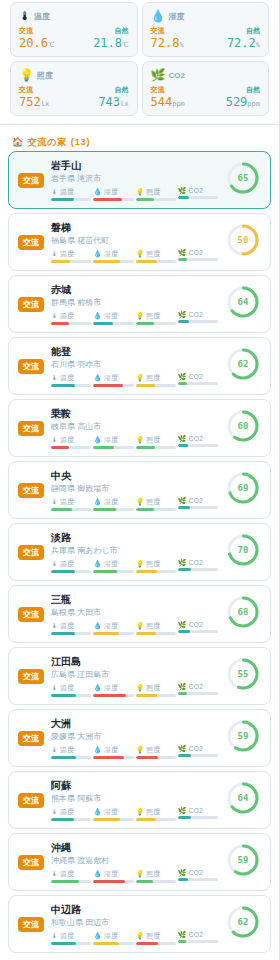 🌡 温度
交流 自然
20.6℃ 21.8℃
💧 湿度
交流 自然
72.8% 72.2%
💡 照度
交流 自然
752lx 743lx
🌿 CO2
交流 自然
544ppm 529ppm
🏠 交流の家 (13)
交流
岩手山
岩手県 滝沢市
🌡 温度 💧 湿度 💡 照度 🌿 CO2
65
交流
磐梯
福島県 猪苗代町
🌡 温度 💧 湿度 💡 照度 🌿 CO2
50
交流
赤城
群馬県 前橋市
🌡 温度 💧 湿度 💡 照度 🌿 CO2
64
交流
能登
石川県 羽咋市
🌡 温度 💧 湿度 💡 照度 🌿 CO2
62
交流
乗鞍
岐阜県 高山市
🌡 温度 💧 湿度 💡 照度 🌿 CO2
60
交流
中央
静岡県 御殿場市
🌡 温度 💧 湿度 💡 照度 🌿 CO2
69
交流
淡路
兵庫県 南あわじ市
🌡 温度 💧 湿度 💡 照度 🌿 CO2
70
交流
三瓶
島根県 大田市
🌡 温度 💧 湿度 💡 照度 🌿 CO2
68
交流
江田島
広島県 江田島市
🌡 温度 💧 湿度 💡 照度 🌿 CO2
55
交流
大洲
愛媛県 大洲市
🌡 温度 💧 湿度 💡 照度 🌿 CO2
59
交流
阿蘇
熊本県 阿蘇市
🌡 温度 💧 湿度 💡 照度 🌿 CO2
64
交流
沖縄
沖縄県 渡嘉敷村
🌡 温度 💧 湿度 💡 照度 🌿 CO2
59
交流
中辺路
和歌山県 田辺市
🌡 温度 💧 湿度 💡 照度 🌿 CO2
62